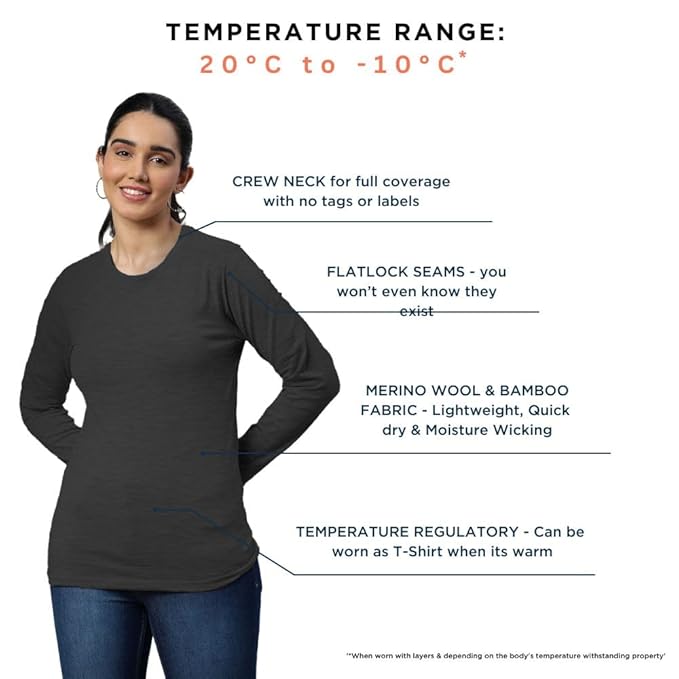 TEMPERATURE RANGE:
20°C to -10°C*
CREW NECK for full coverage
with no tags or labels
FLATLOCK SEAMS - you
won't even know they
exist
MERINO WOOL & BAMBOO
FABRIC - Lightweight, Quick
dry & Moisture Wicking
TEMPERATURE REGULATORY - Can be
worn as T-Shirt when its warm
'*When worn with layers & depending on the body's temperature withstanding property'